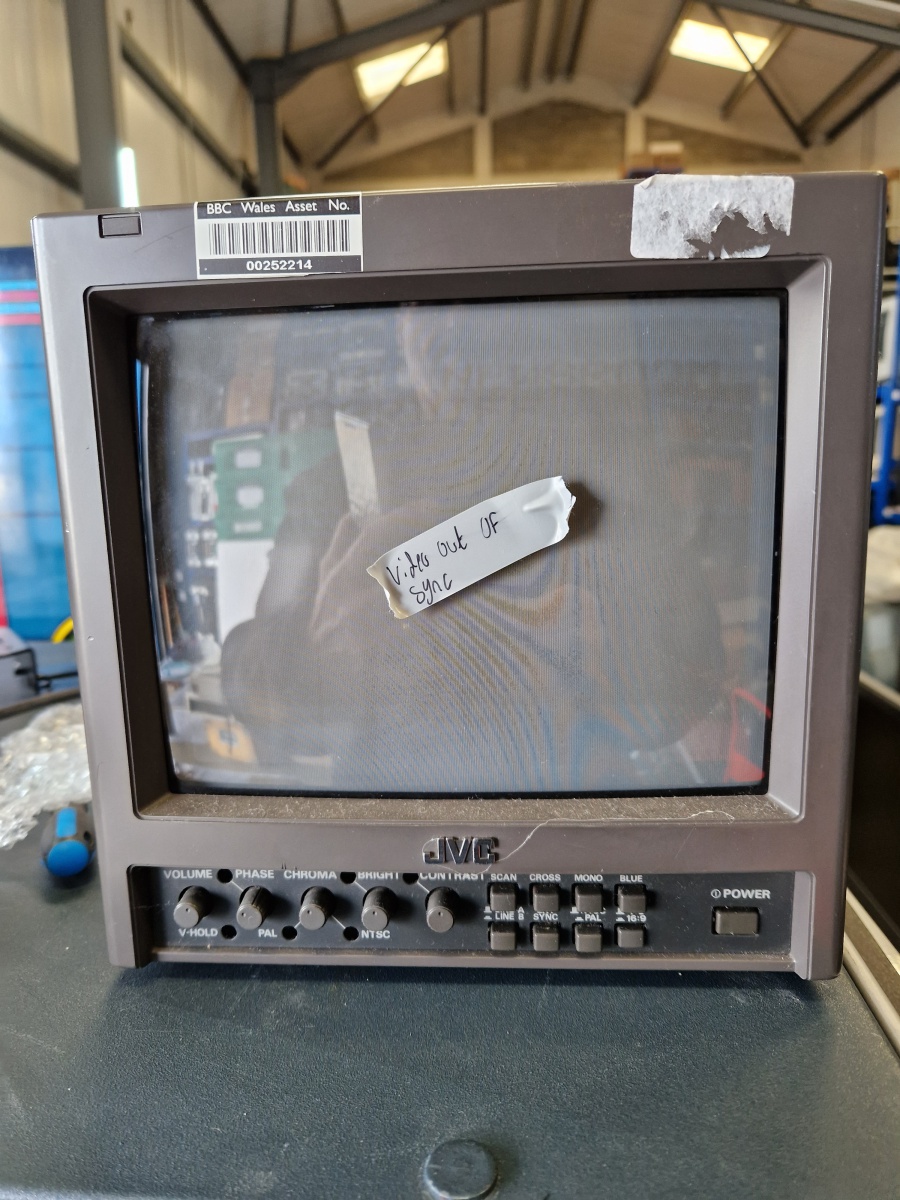 BBC Wales Asset No.
00252214
Video out OF
Sync
JVC
VOLUME PHASE CHROMA BRIGHT CONTRAST SCAN CROSS MONO BLUE
POWER
LINE A B SYNC PAL 16:9
V-HOLD PAL NTSC